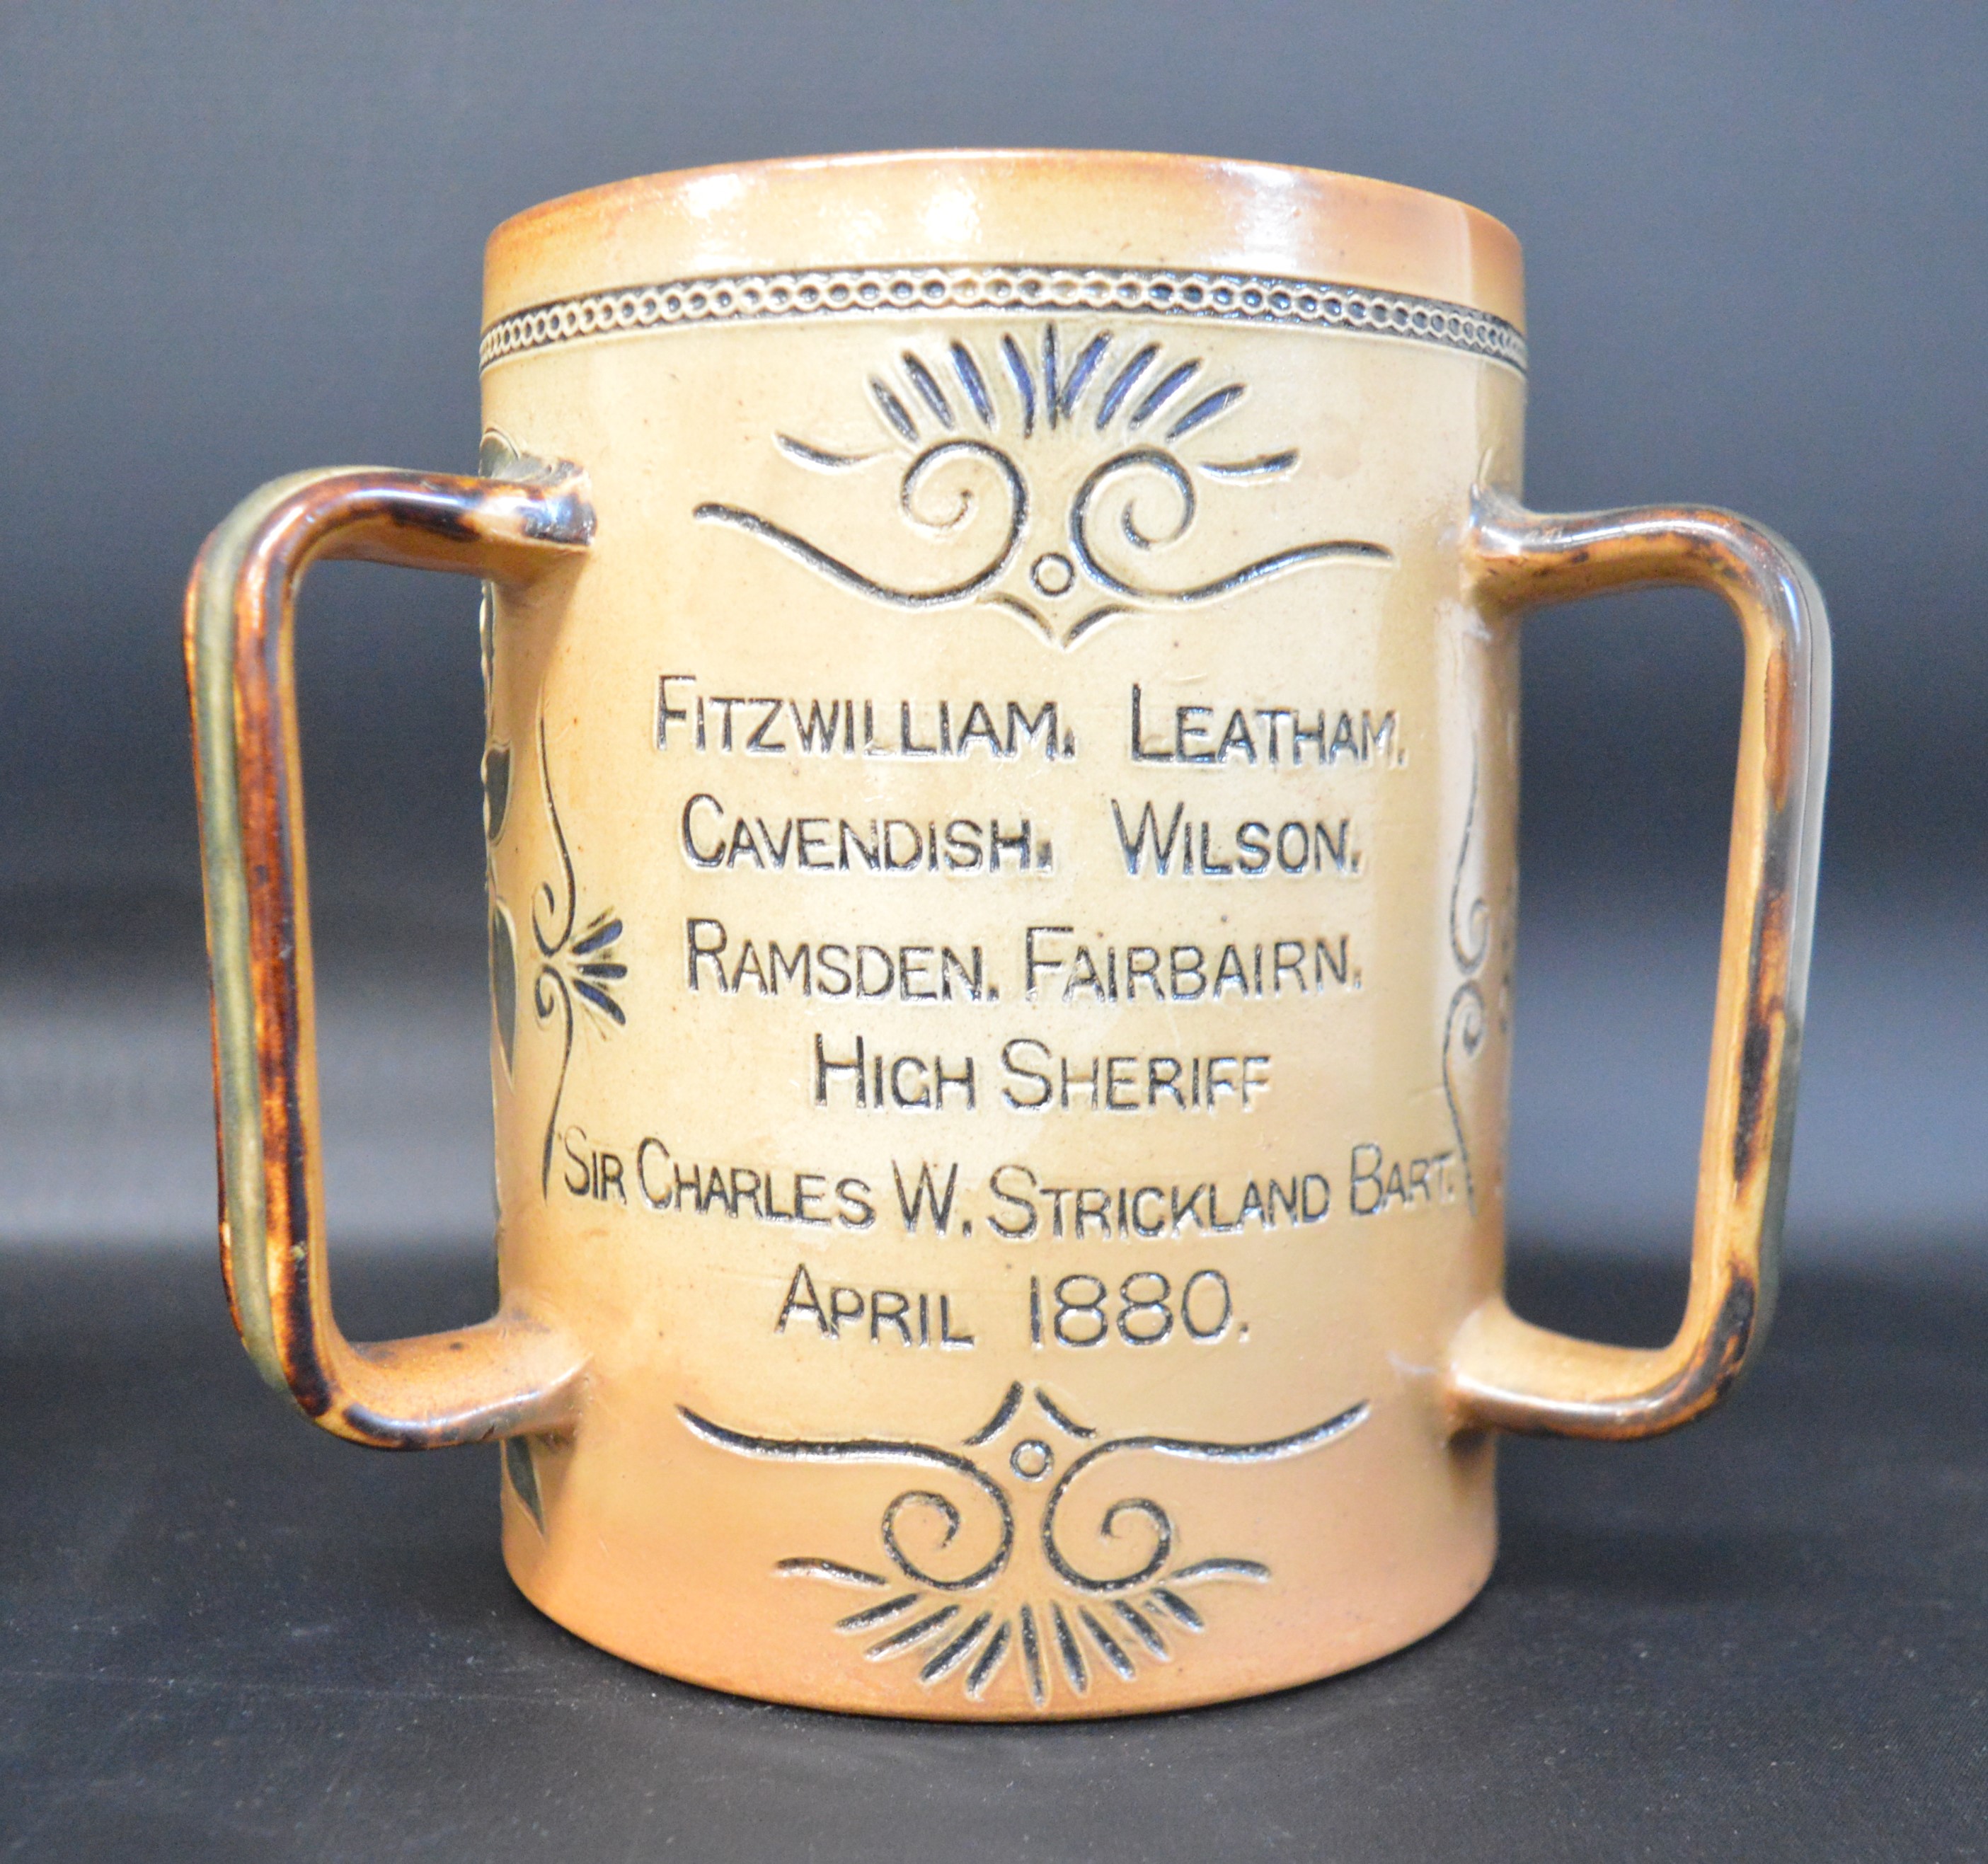 FITZWILLIAM. LEATHAM.
CAVENDISH. WILSON.
RAMSDEN. FAIRBAIRN.
HIGH SHERIFF
SIR CHARLES W. STRICKLAND BART.
APRIL 1880.